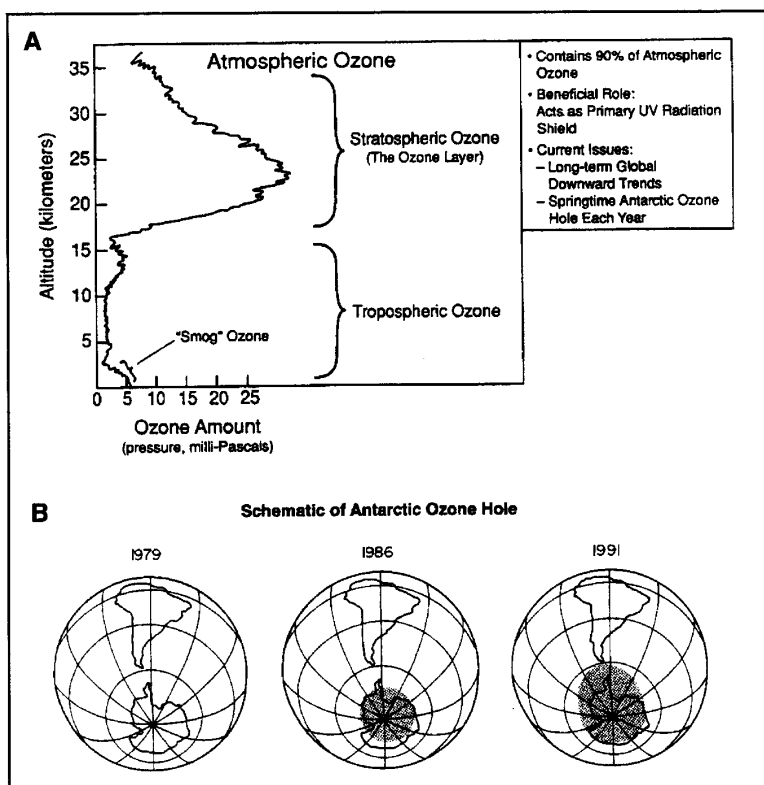 A
Atmospheric Ozone
35
30
25
20
15
10
5
Altitude (kilometers)
Stratospheric Ozone
(The Ozone Layer)
Tropospheric Ozone
"Smog" Ozone
0 5 10 15 20 25
Ozone Amount
(pressure, milli-Pascals)
• Contains 90% of Atmospheric
Ozone
• Beneficial Role:
Acts as Primary UV Radiation
Shield
• Current Issues:
– Long-term Global
Downward Trends
– Springtime Antarctic Ozone
Hole Each Year
B
Schematic of Antarctic Ozone Hole
1979
1986
1991